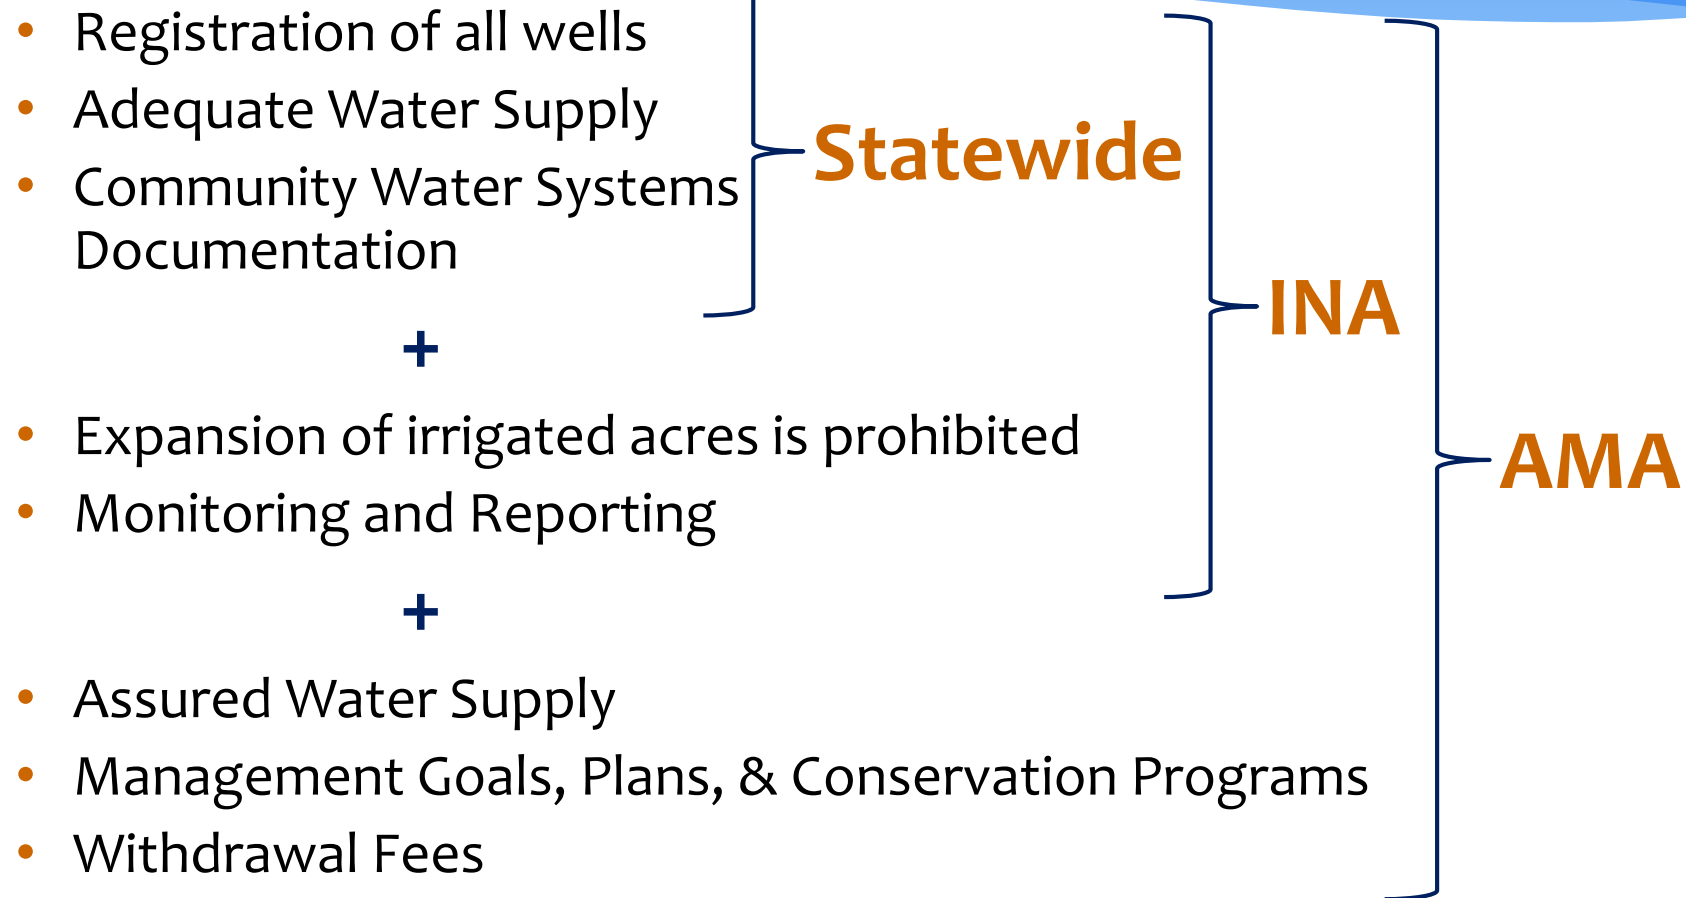 • Registration of all wells
• Adequate Water Supply
• Community Water Systems
Documentation
Statewide
+
INA
• Expansion of irrigated acres is prohibited
• Monitoring and Reporting
AMA
+
• Assured Water Supply
• Management Goals, Plans, & Conservation Programs
• Withdrawal Fees